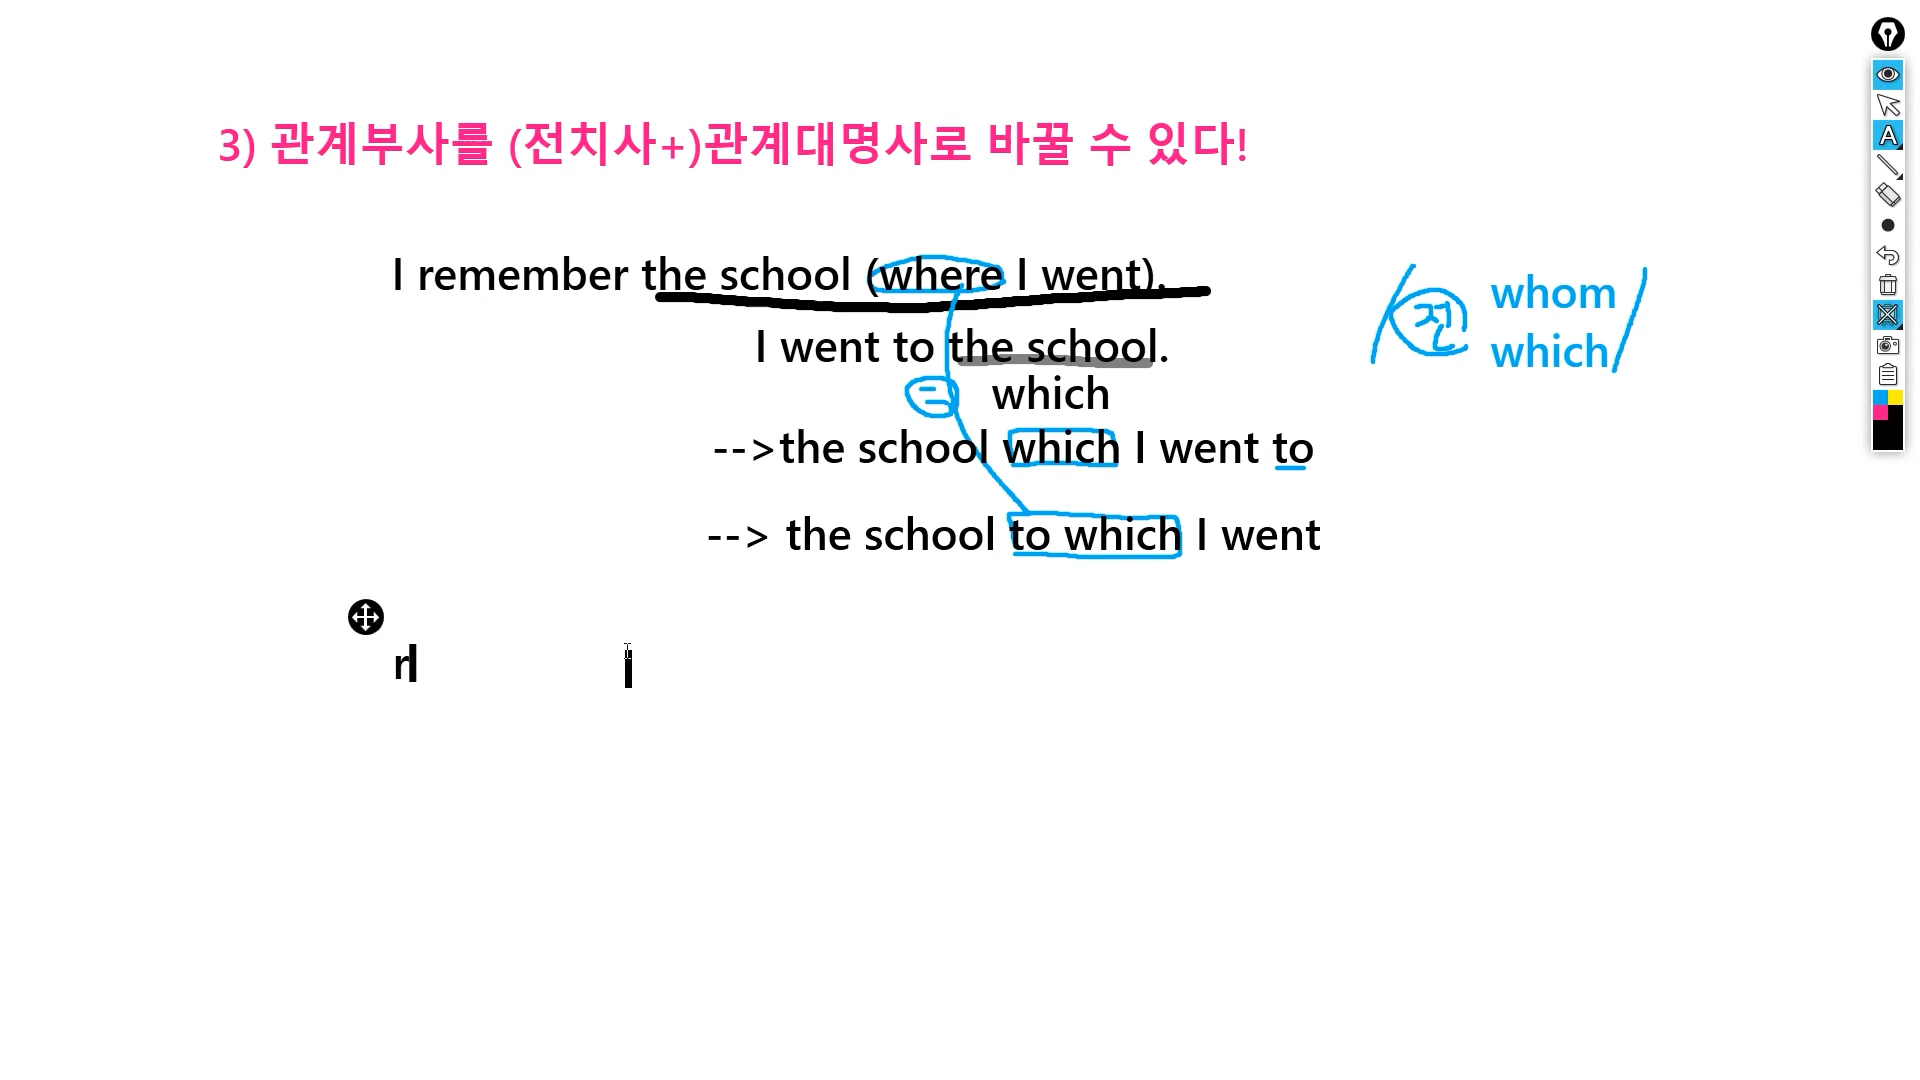 3) 관계부사를 (전치사+)관계대명사로 바꿀 수 있다!
I remember the school (where I went).
I went to the school.
which
-->the school which I went to
--> the school to which I went
전
whom
which
n